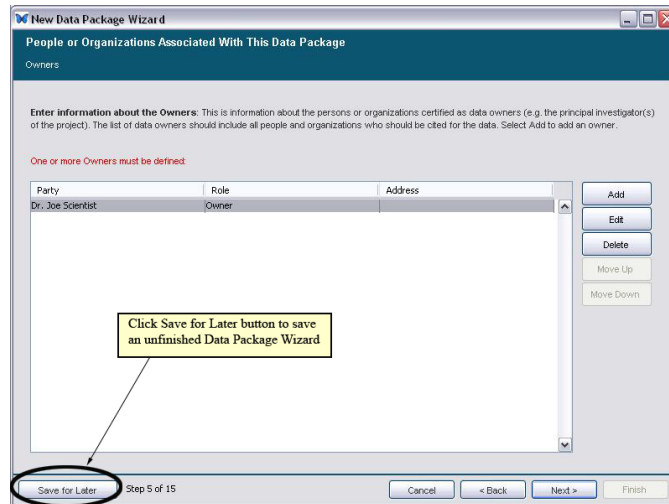 New Data Package Wizard
People or Organizations Associated With This Data Package
Owners
Enter information about the Owners: This is information about the persons or organizations certified as data owners (e.g. the principal investigator(s)
of the project). The list of data owners should include all people and organizations who should be cited for the data. Select Add to add an owner.
One or more Owners must be defined:
Party Role Address
Dr. Joe Scientist Owner
Add
Edit
Delete
Move Up
Move Down
Click Save for Later button to save
an unfinished Data Package Wizard
Save for Later Step 5 of 15 Cancel < Back Next > Finish